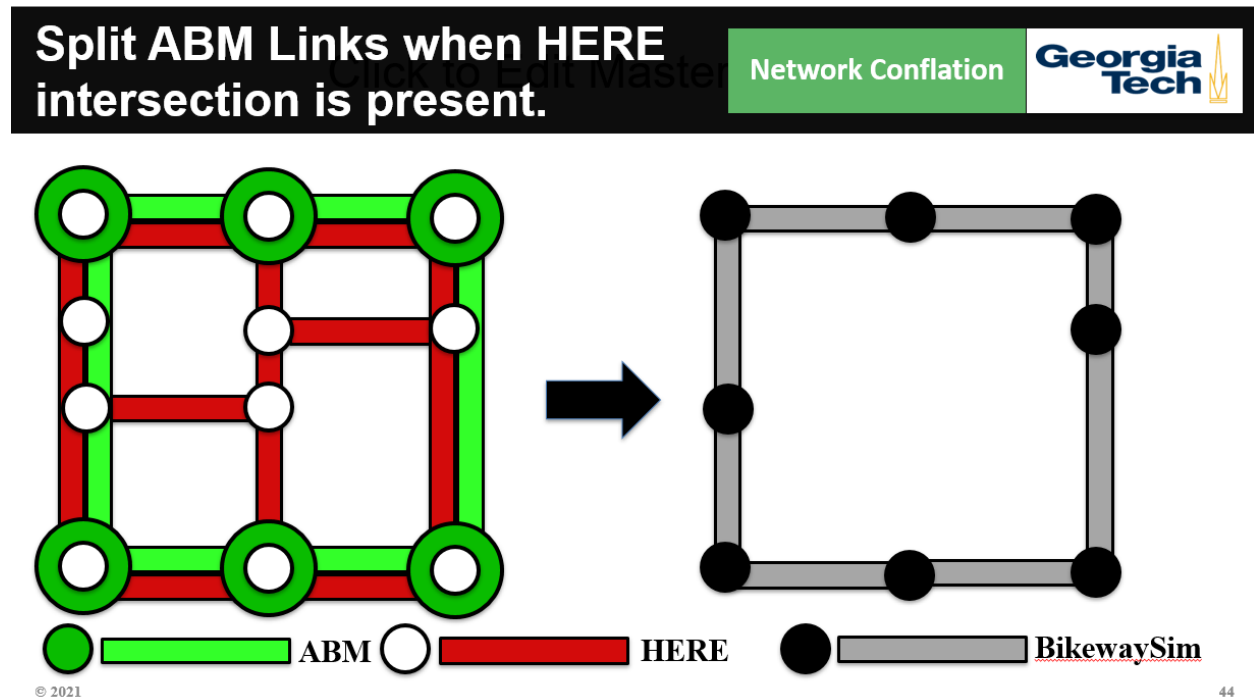 Split ABM Links when HERE
intersection is present.
Click to Edit Master
Network Conflation
Georgia
Tech
ABM
HERE
BikewaySim
© 2021
44